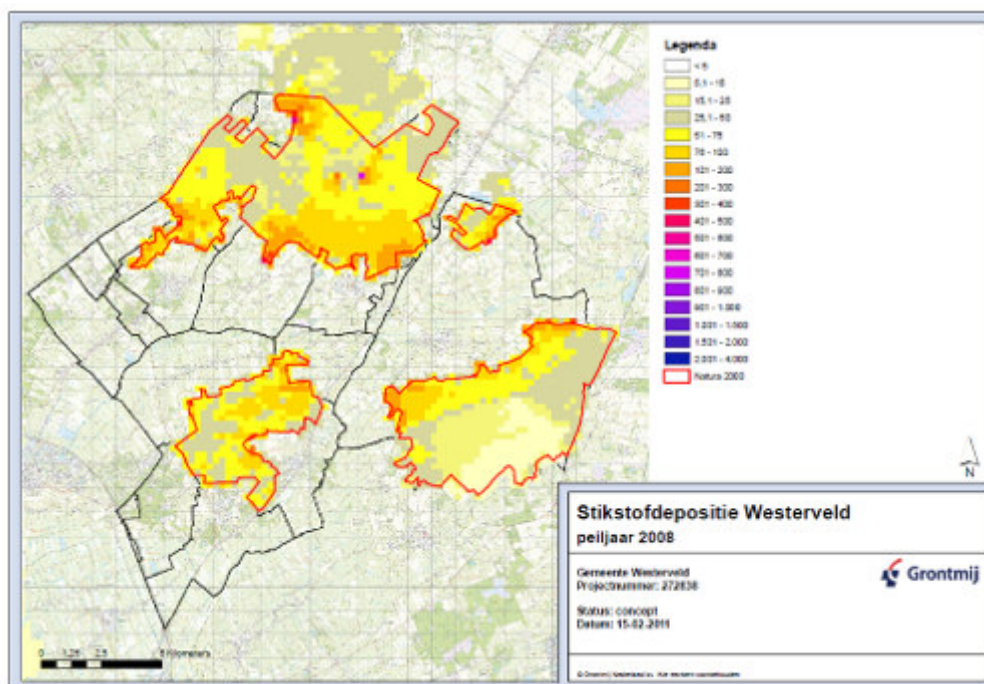 Legenda
< 5
5,1 - 15
15,1 - 25
25,1 - 50
51 - 75
76 - 100
101 - 200
201 - 300
301 - 400
401 - 500
501 - 600
601 - 700
701 - 800
801 - 900
901 - 1.000
1.001 - 1.500
1.501 - 2.000
2.001 - 4.000
Natura 2000
N
Stikstofdepositie Westerveld
peiljaar 2008
Gemeente Westerveld
Projectnummer: 272838
Grontmij
Status: concept
Datum: 15-02-2011
0 1,25 2,5 5 Kilometers